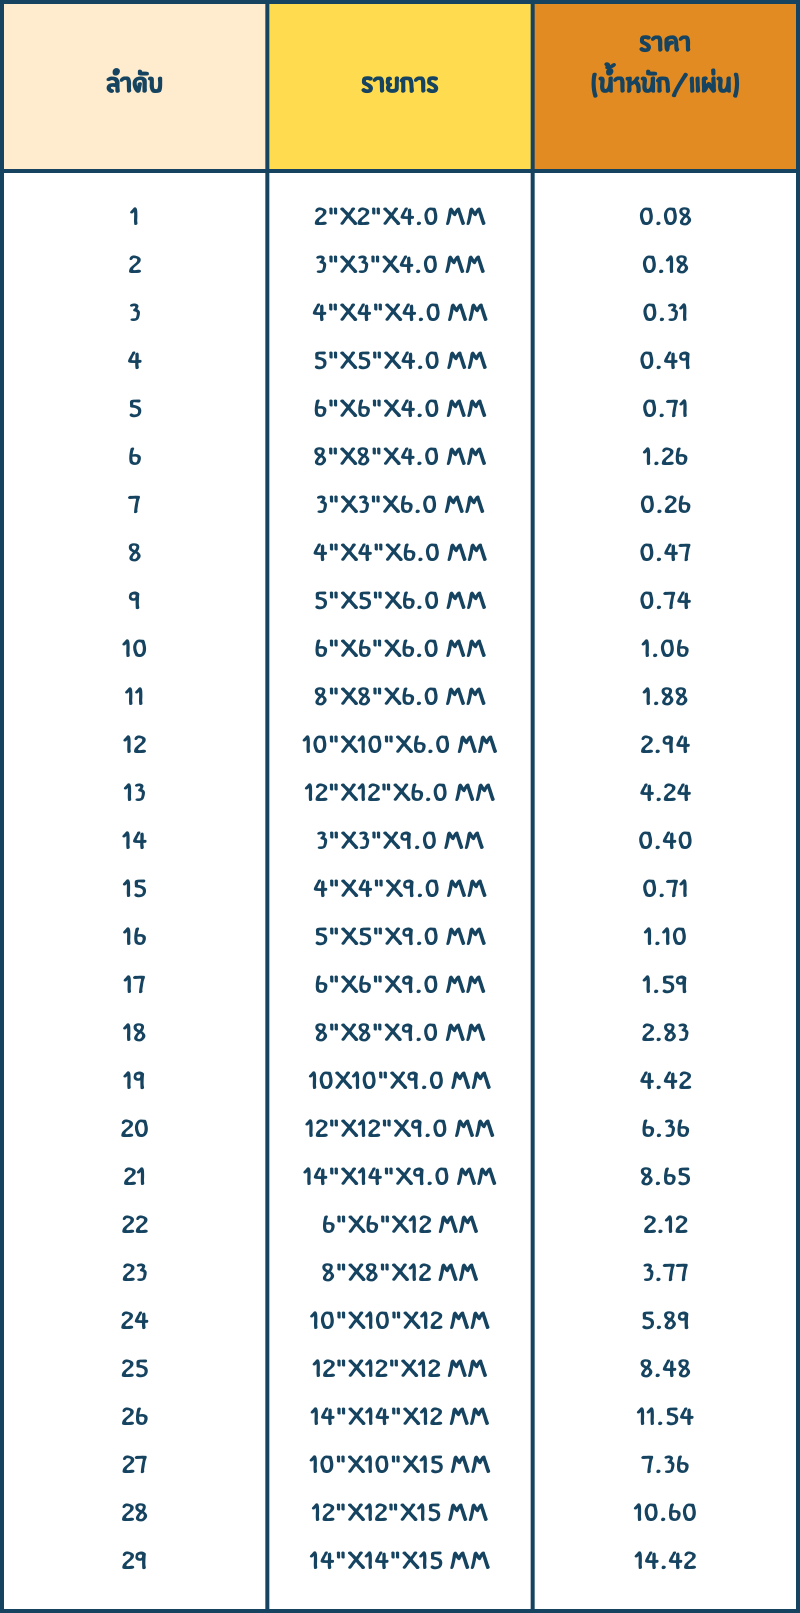 ลำดับ รายการ ราคา
(น้ำหนัก/แผ่น)
1 2"X2"X4.0 MM 0.08
2 3"X3"X4.0 MM 0.18
3 4"X4"X4.0 MM 0.31
4 5"X5"X4.0 MM 0.49
5 6"X6"X4.0 MM 0.71
6 8"X8"X4.0 MM 1.26
7 3"X3"X6.0 MM 0.26
8 4"X4"X6.0 MM 0.47
9 5"X5"X6.0 MM 0.74
10 6"X6"X6.0 MM 1.06
11 8"X8"X6.0 MM 1.88
12 10"X10"X6.0 MM 2.94
13 12"X12"X6.0 MM 4.24
14 3"X3"X9.0 MM 0.40
15 4"X4"X9.0 MM 0.71
16 5"X5"X9.0 MM 1.10
17 6"X6"X9.0 MM 1.59
18 8"X8"X9.0 MM 2.83
19 10X10"X9.0 MM 4.42
20 12"X12"X9.0 MM 6.36
21 14"X14"X9.0 MM 8.65
22 6"X6"X12 MM 2.12
23 8"X8"X12 MM 3.77
24 10"X10"X12 MM 5.89
25 12"X12"X12 MM 8.48
26 14"X14"X12 MM 11.54
27 10"X10"X15 MM 7.36
28 12"X12"X15 MM 10.60
29 14"X14"X15 MM 14.42